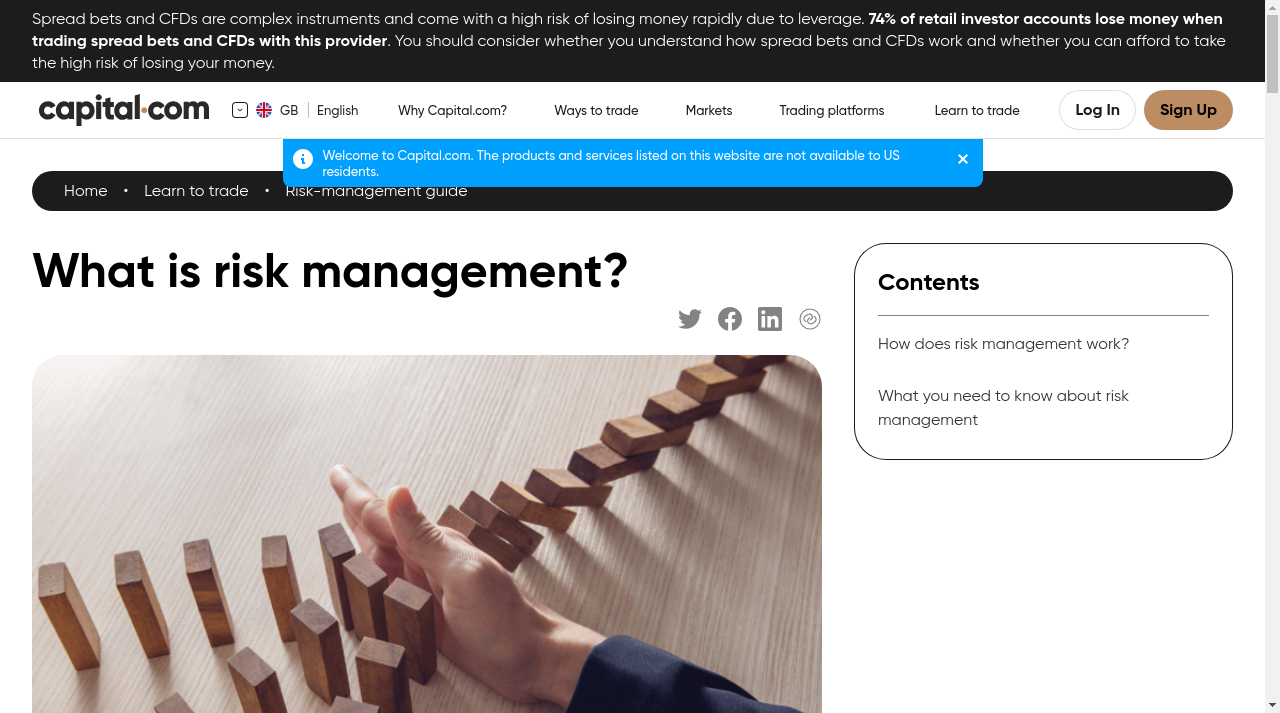 Spread bets and CFDs are complex instruments and come with a high risk of losing money rapidly due to leverage. 74% of retail investor accounts lose money when
trading spread bets and CFDs with this provider. You should consider whether you understand how spread bets and CFDs work and whether you can afford to take
the high risk of losing your money.
capital.com GB English Why Capital.com? Ways to trade Markets Trading platforms Learn to trade Log In Sign Up
Welcome to Capital.com. The products and services listed on this website are not available to US
residents.
Home • Learn to trade • Risk-management guide
What is risk management?
Contents
How does risk management work?
What you need to know about risk
management